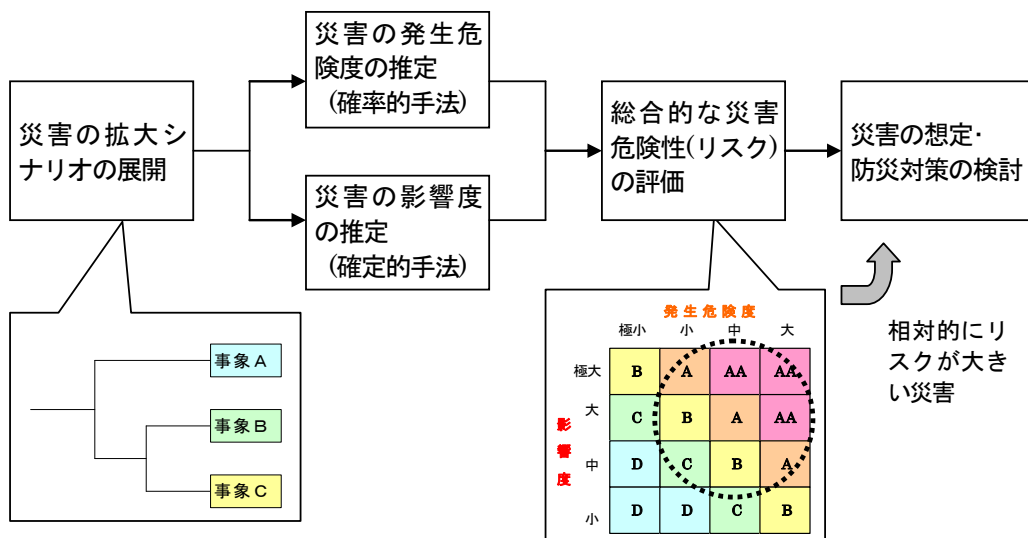 災害の拡大シ
ナリオの展開
災害の発生危
険度の推定
(確率的手法)
災害の影響度
の推定
(確定的手法)
総合的な災害
危険性(リスク)
の評価
災害の想定・
防災対策の検討
事象A
事象B
事象C
発生危険度
極小 小 中 大
影響度
極大 B A AA AA
大 C B A AA
中 D C B A
小 D D C B
相対的にリ
スクが大き
い災害